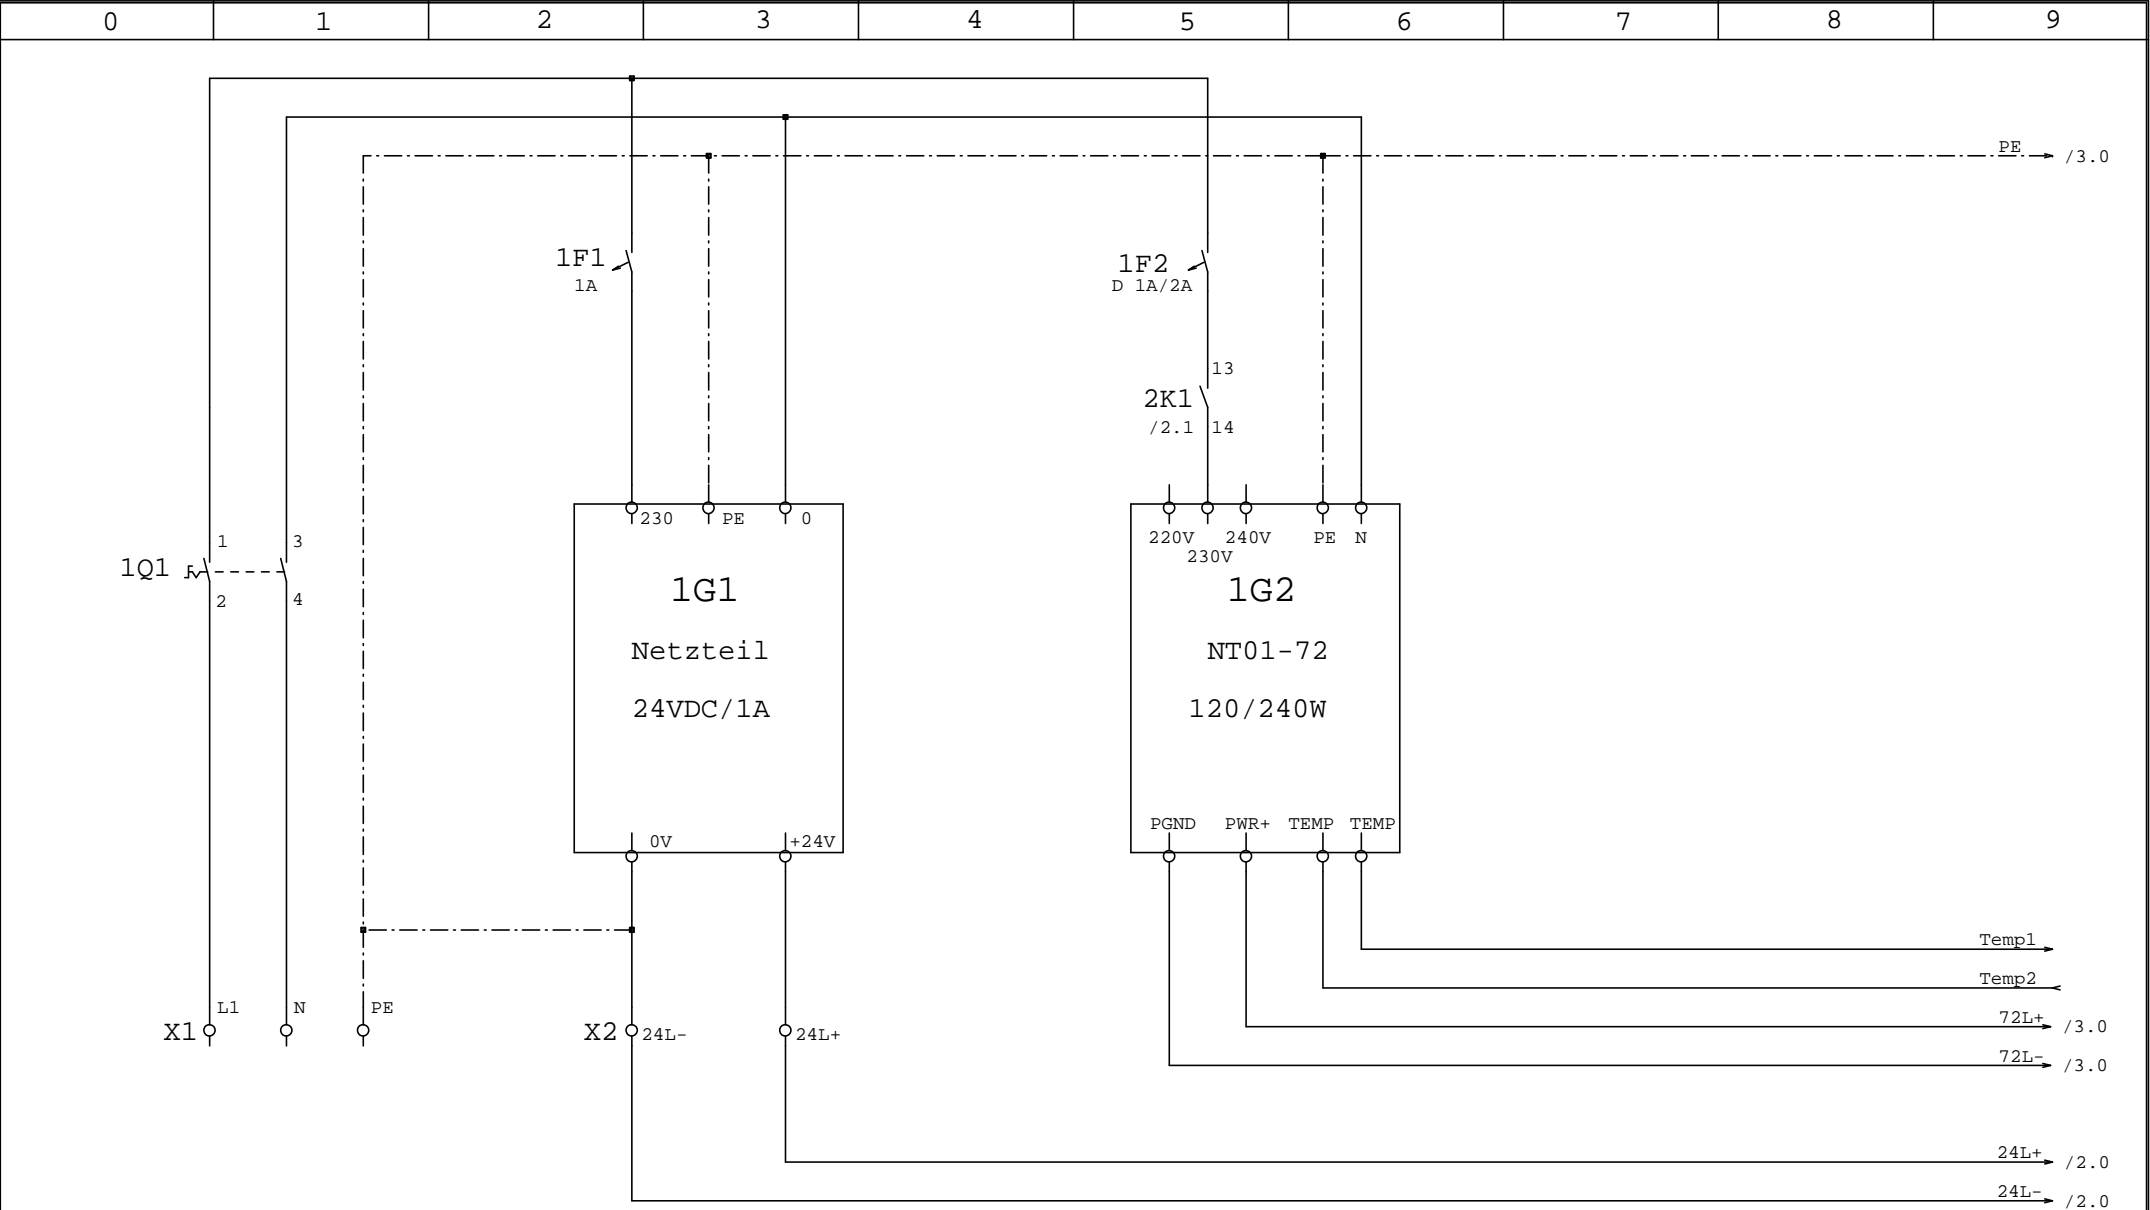 0 1 2 3 4 5 6 7 8 9
PE /3.0
1F1
1A
1F2
D 1A/2A
13
2K1
/2.1 14
230 PE 0
220V 240V PE N
230V
1 3
1Q1
2 4
1G1
Netzteil
24VDC/1A
1G2
NT01-72
120/240W
0V +24V
PGND PWR+ TEMP TEMP
Temp1
Temp2
L1 N PE
X1
X2 24L- 24L+
72L+ /3.0
72L- /3.0
24L+ /2.0
24L- /2.0